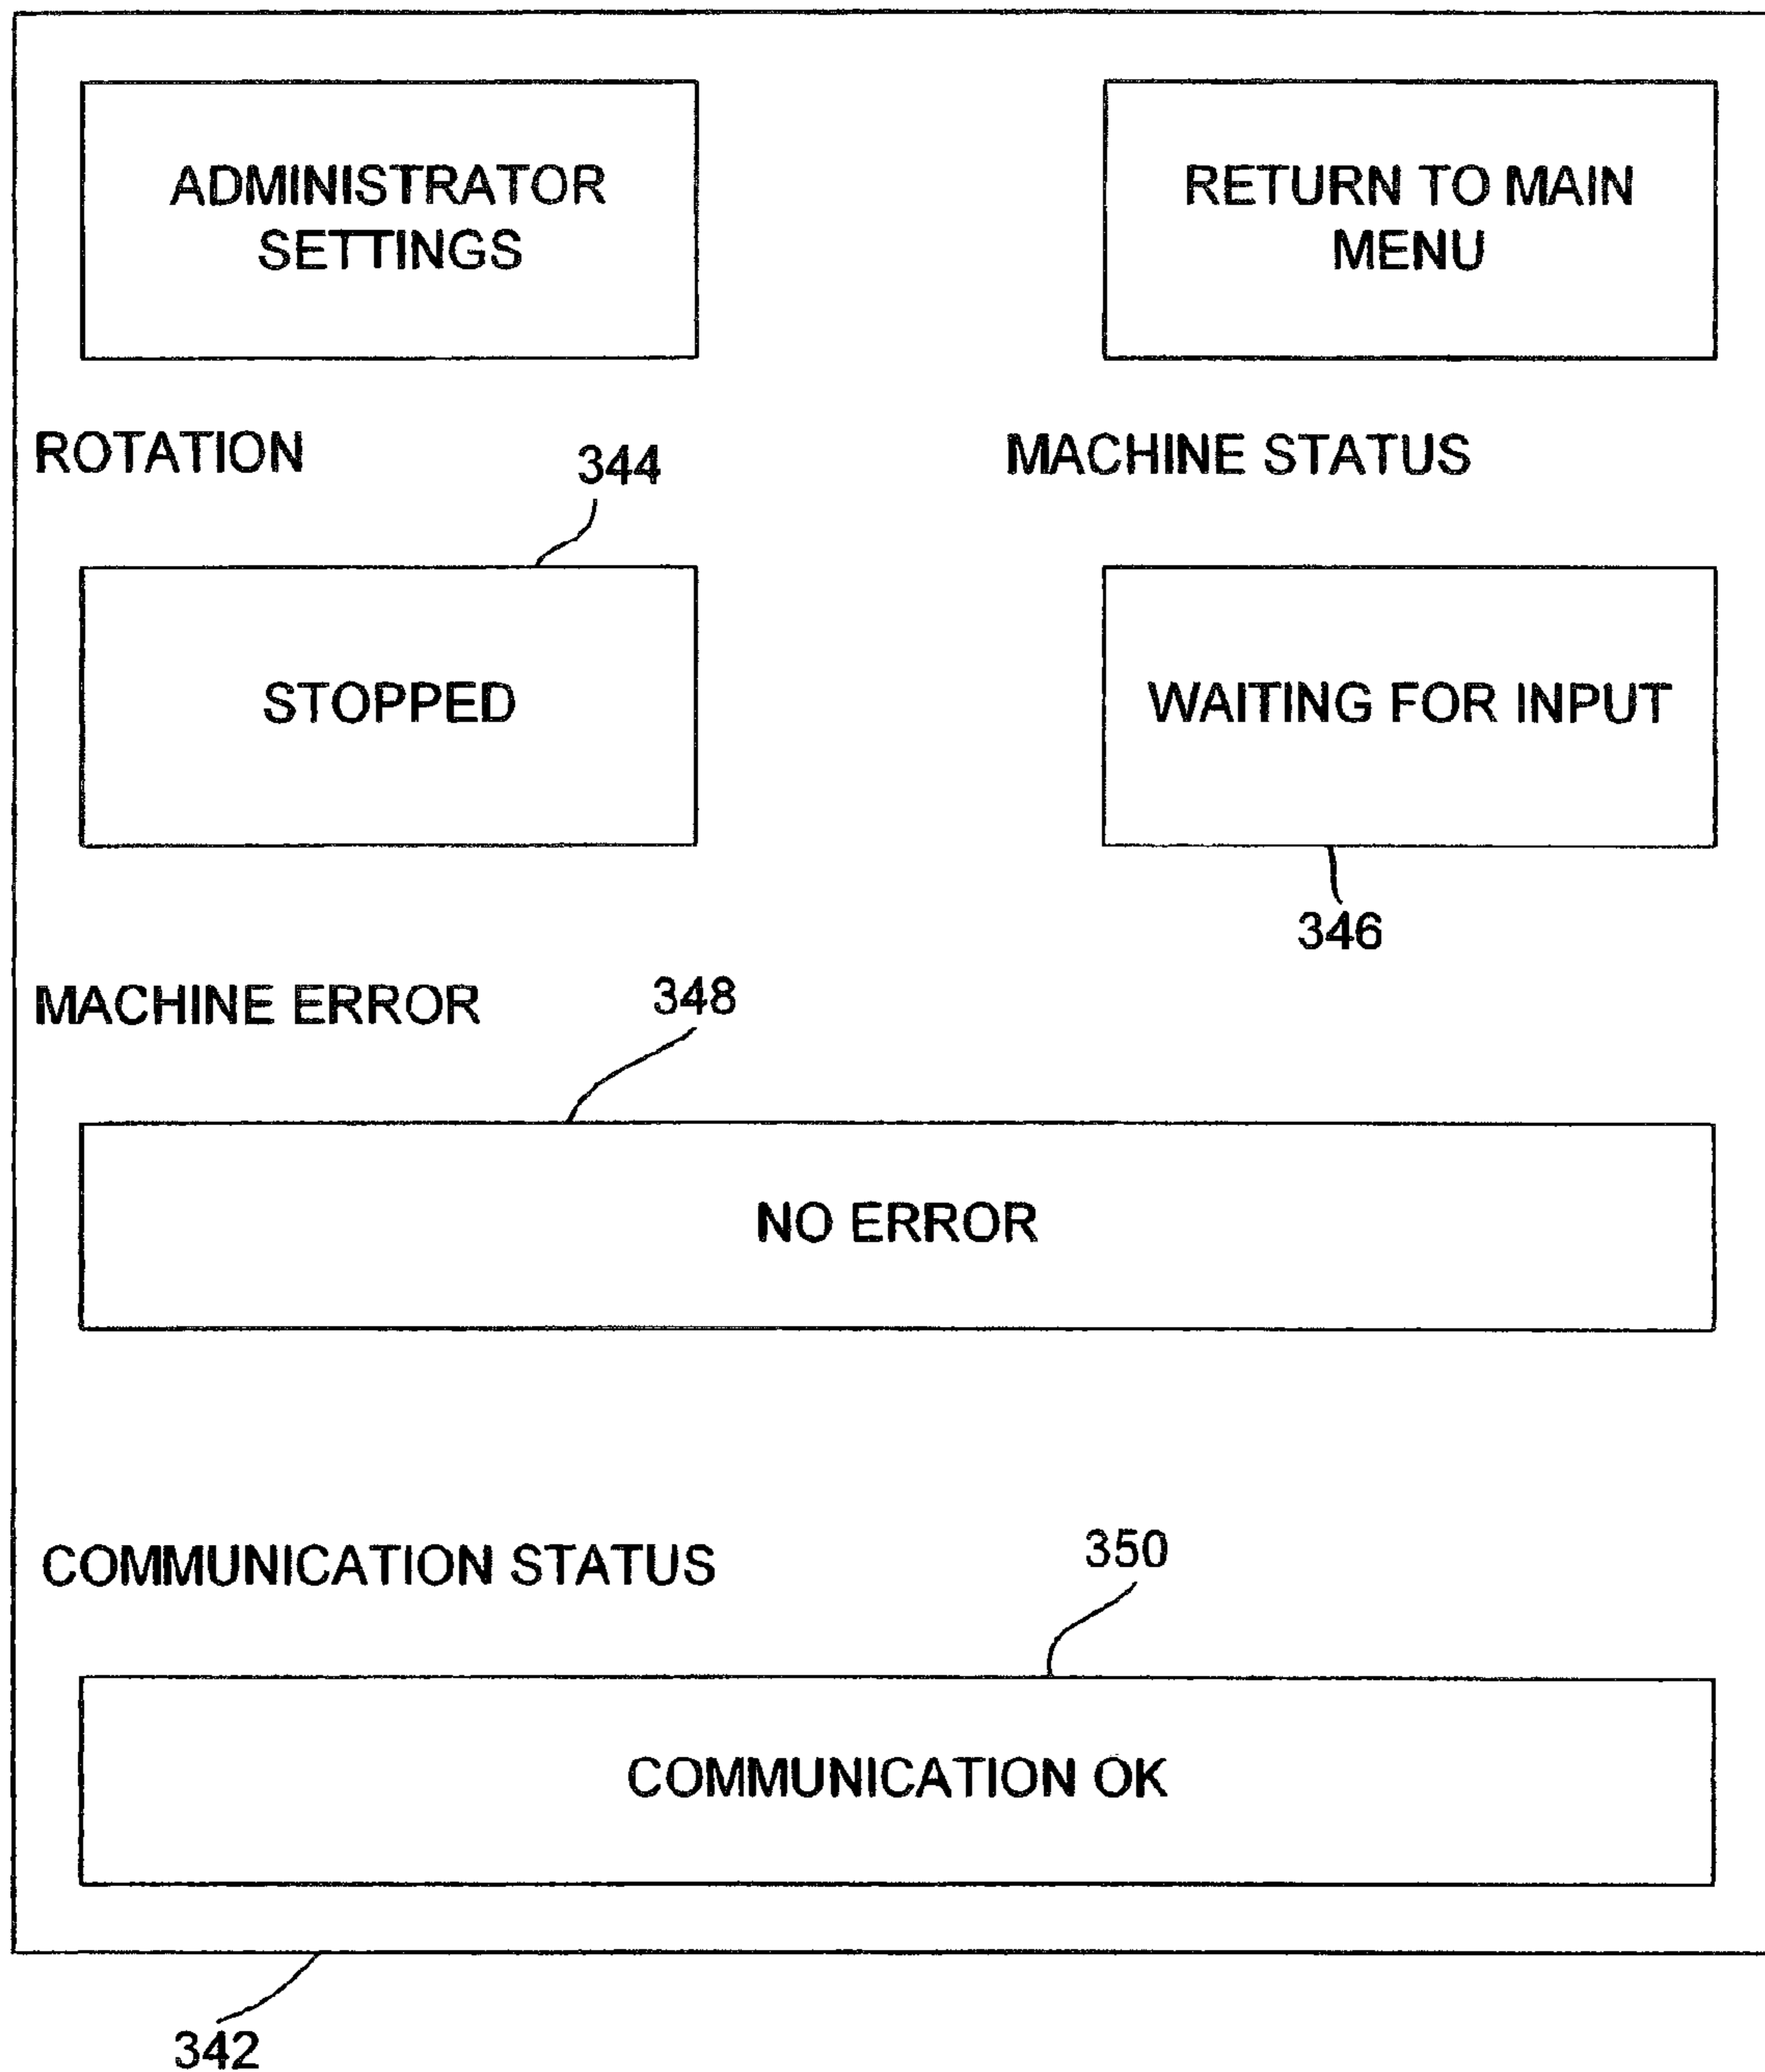 ADMINISTRATOR
SETTINGS
RETURN TO MAIN
MENU
ROTATION
344
MACHINE STATUS
STOPPED
WAITING FOR INPUT
346
MACHINE ERROR
348
NO ERROR
COMMUNICATION STATUS
350
COMMUNICATION OK
342